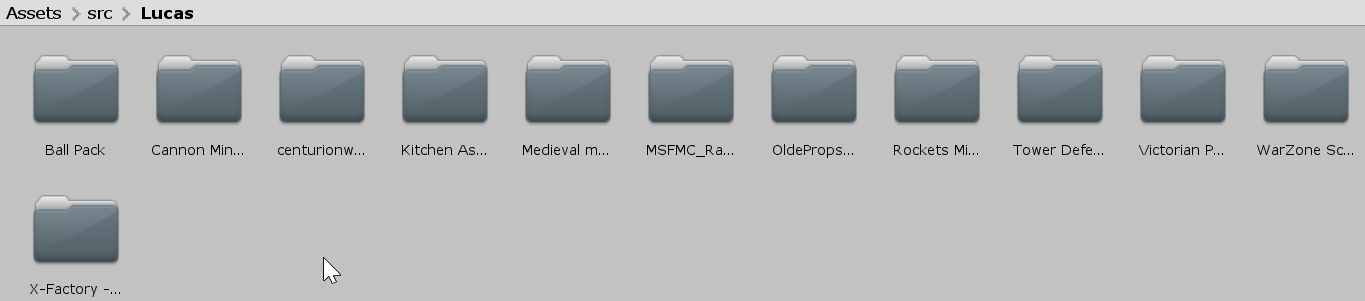 Assets src Lucas
Ball Pack Cannon Min... centurionw... Kitchen As... Medieval m... MSFMC_Ra... OldeProps... Rockets Mi... Tower Defe... Victorian P... WarZone Sc...
X-Factory -...